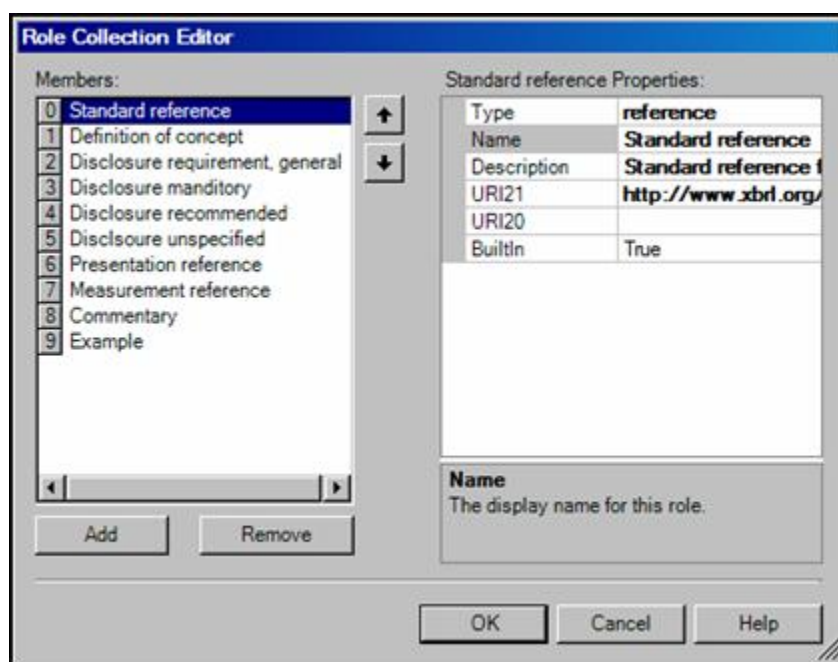 Role Collection Editor
Members:
0 Standard reference
1 Definition of concept
2 Disclosure requirement, general
3 Disclosure manditory
4 Disclosure recommended
5 Disclsoure unspecified
6 Presentation reference
7 Measurement reference
8 Commentary
9 Example
Add Remove
Standard reference Properties:
Type reference
Name Standard reference
Description Standard reference f
URI21 http://www.xbrl.org/
URI20
BuiltIn True
Name
The display name for this role.
OK Cancel Help